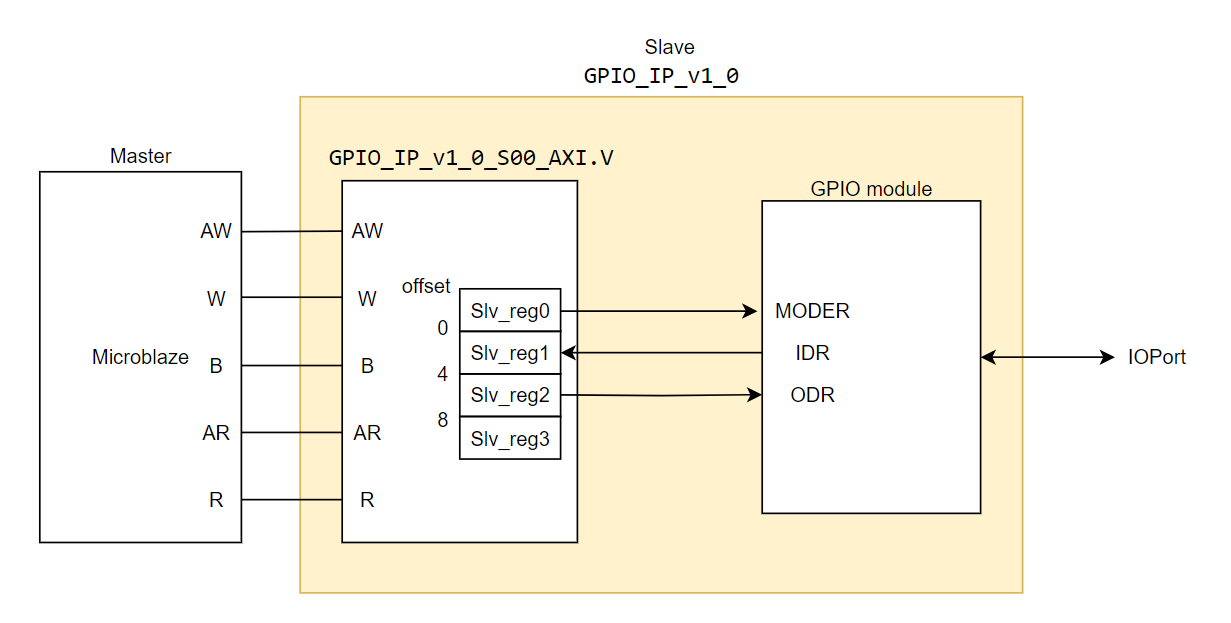 Slave
GPIO_IP_v1_0
Master
GPIO_IP_v1_0_S00_AXI.V
GPIO module
Microblaze
AW
W
B
AR
R
AW
W
B
AR
R
offset
0
4
8
Slv_reg0
Slv_reg1
Slv_reg2
Slv_reg3
MODER
IDR
ODR
IOPort